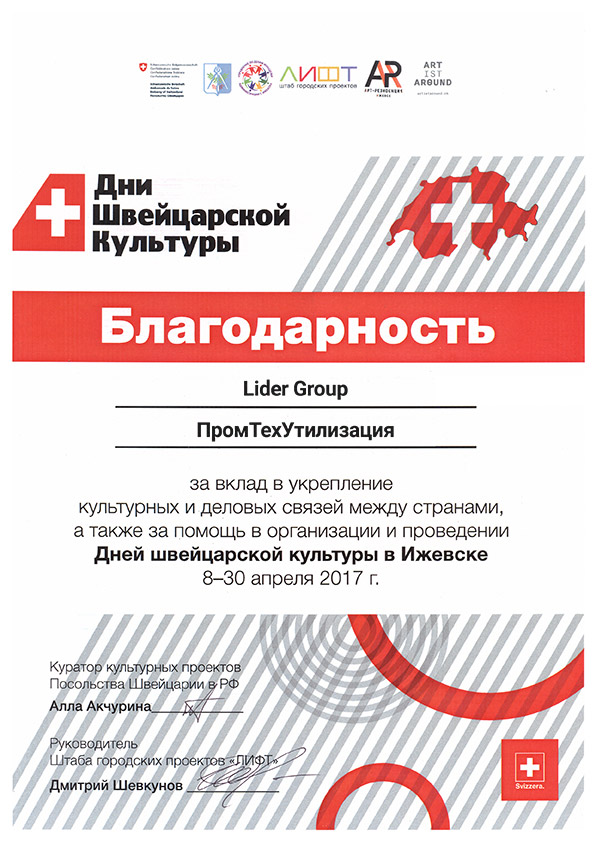 ЛИФТ
штаб городских проектов
AR
АРТ-РЕЗИДЕНЦИЯ
ART
IST
AROUND
Дни
Швейцарской
Культуры
Благодарность
Lider Group
ПромТехУтилизация
за вклад в укрепление
культурных и деловых связей между странами,
а также за помощь в организации и проведении
Дней швейцарской культуры в Ижевске
8–30 апреля 2017 г.
Куратор культурных проектов
Посольства Швейцарии в РФ
Алла Акчурина
Руководитель
Штаба городских проектов «ЛИФТ»
Дмитрий Шевкунов
Svizzera.